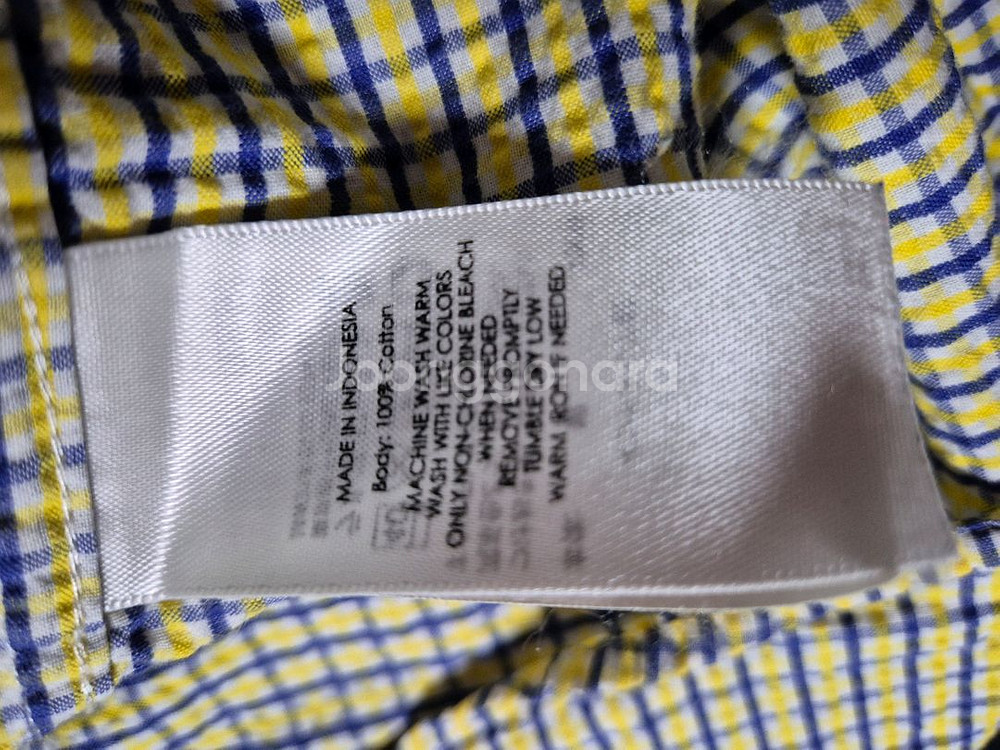 MADE IN INDONESIA
Body: 100% Cotton
MACHINE WASH WARM
WASH WITH LIKE COLORS
ONLY NON-CHLORINE BLEACH
WHEN NEEDED
REMOVE PROMPTLY
TUMBLE DRY LOW
WARM IRON IF NEEDED